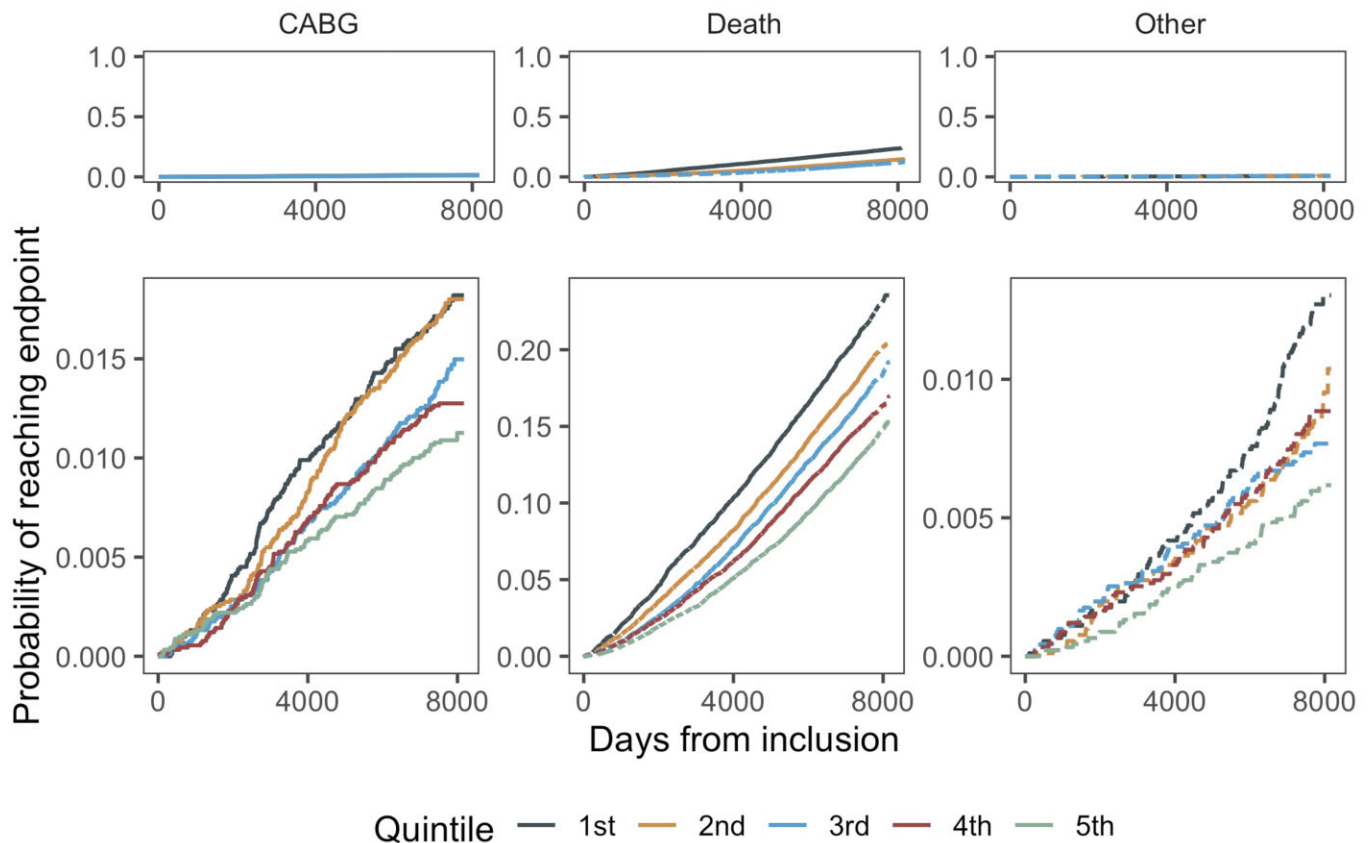 CABG Death Other
1.0 1.0 1.0
0.5 0.5 0.5
0.0 0.0 0.0
0 4000 8000 0 4000 8000 0 4000 8000
Probability of reaching endpoint
0.015 0.20 0.010
0.010 0.15 0.005
0.005 0.10 0.000
0.000 0.05
0.00
0 4000 8000 0 4000 8000 0 4000 8000
Days from inclusion
Quintile 1st 2nd 3rd 4th 5th